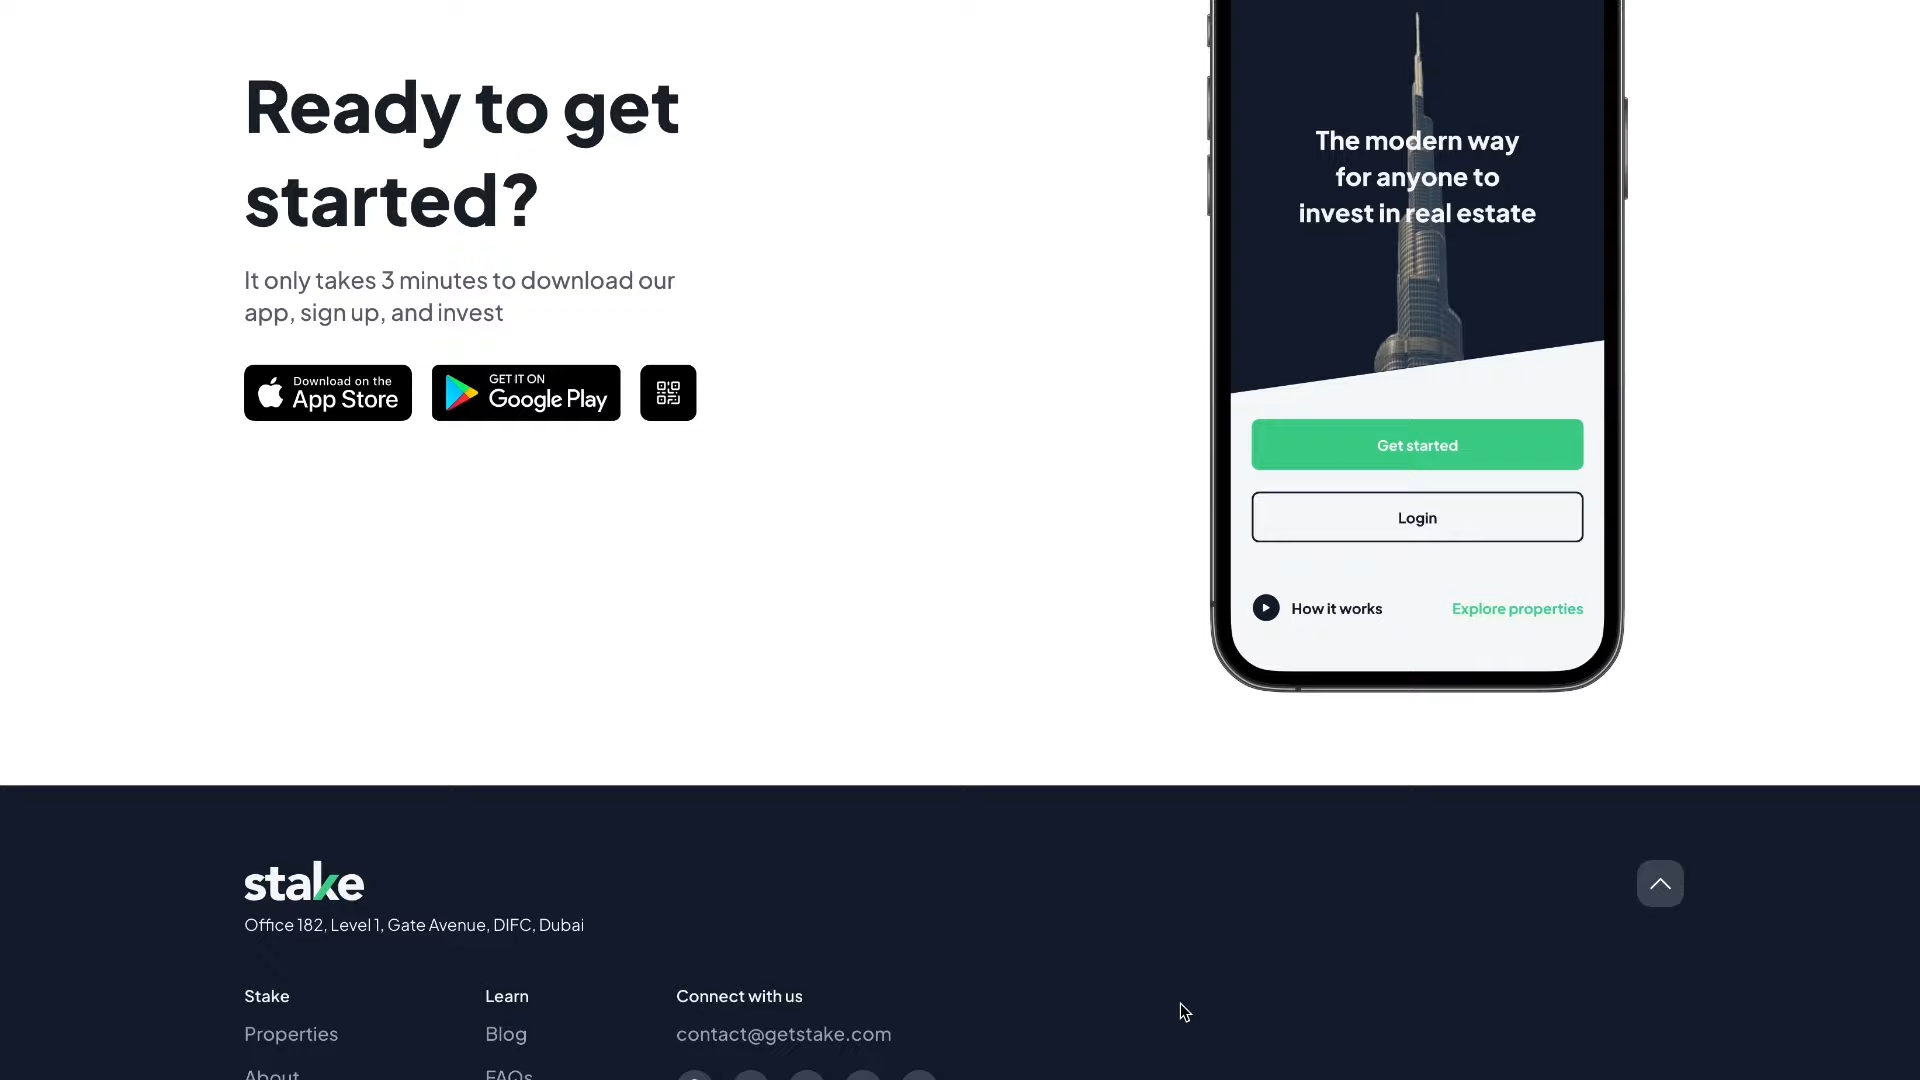 Ready to get
started?
It only takes 3 minutes to download our
app, sign up, and invest
Download on the
App Store
GET IT ON
Google Play
The modern way
for anyone to
invest in real estate
Get started
Login
How it works
Explore properties
stake
Office 182, Level 1, Gate Avenue, DIFC, Dubai
Stake
Properties
About
Learn
Blog
FAQs
Connect with us
contact@getstake.com